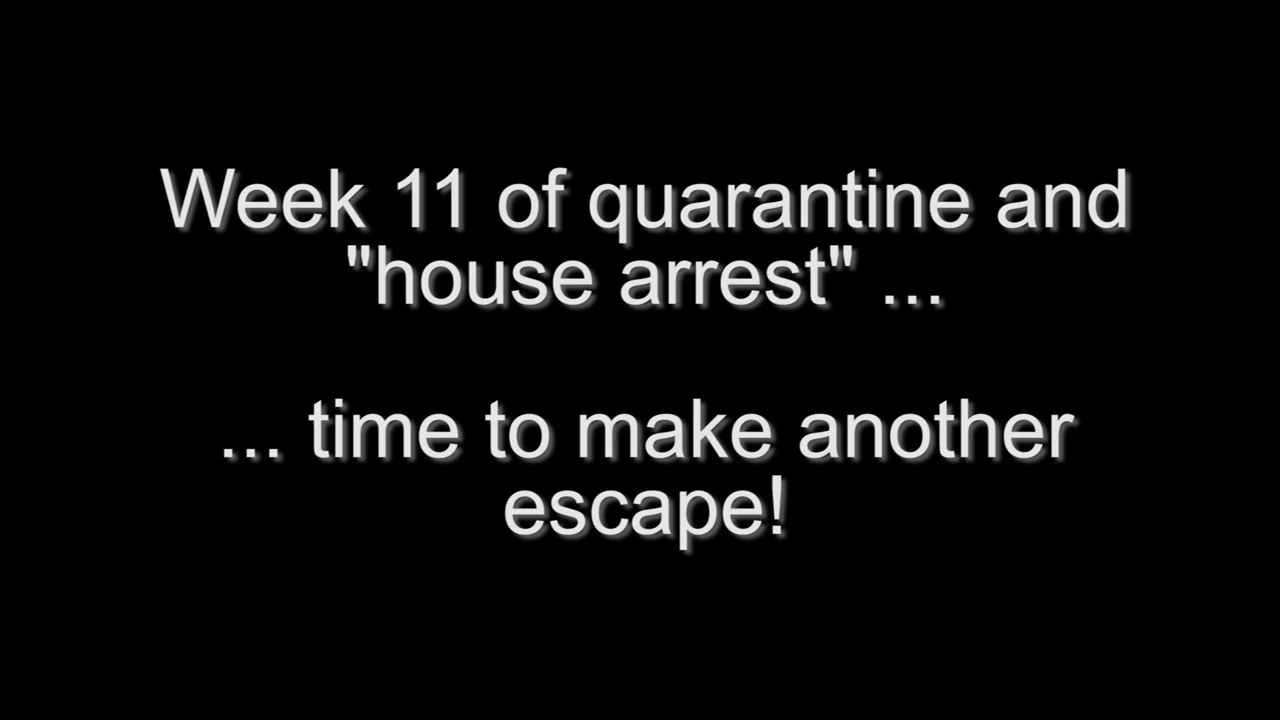 Week 11 of quarantine and
"house arrest" ...
... time to make another
escape!